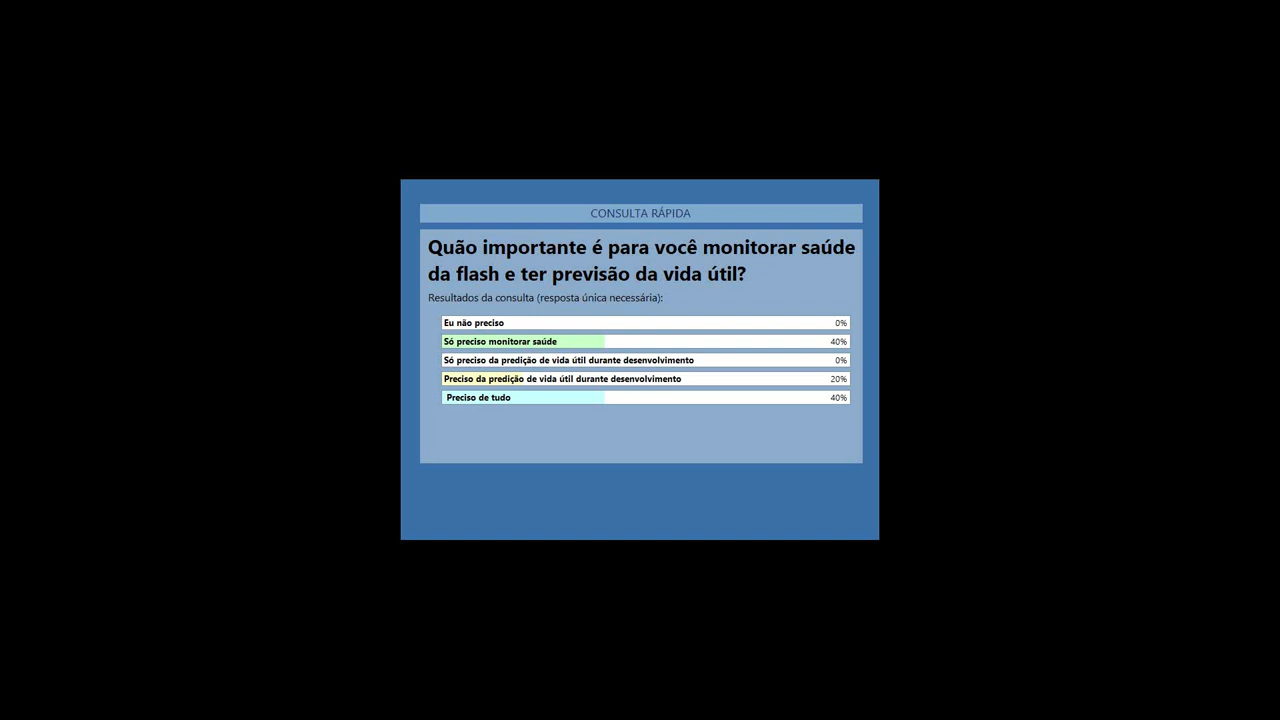 CONSULTA RÁPIDA
Quão importante é para você monitorar saúde
da flash e ter previsão da vida útil?
Resultados da consulta (resposta única necessária):
Eu não preciso 0%
Só preciso monitorar saúde 40%
Só preciso da predição de vida útil durante desenvolvimento 0%
Preciso da predição de vida útil durante desenvolvimento 20%
Preciso de tudo 40%